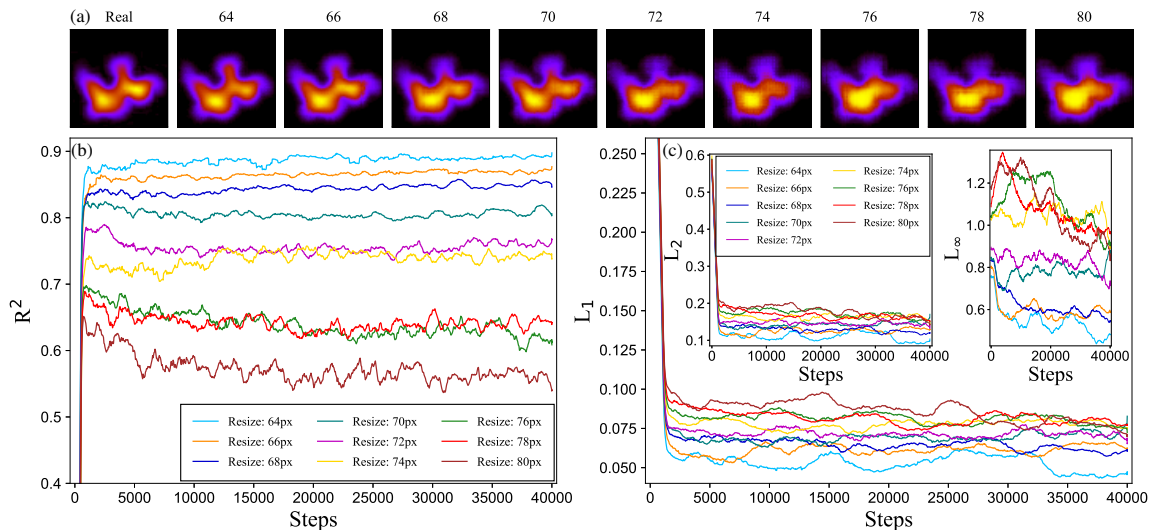 (a) Real 64 66 68 70 72 74 76 78 80
(b)
R²
0.9
0.8
0.7
0.6
0.5
0.4
Resize: 64px Resize: 70px Resize: 76px
Resize: 66px Resize: 72px Resize: 78px
Resize: 68px Resize: 74px Resize: 80px
0 5000 10000 15000 20000 25000 30000 35000 40000
Steps
(c)
L₁
0.250
0.225
0.200
0.175
0.150
0.125
0.100
0.075
0.050
0 5000 10000 15000 20000 25000 30000 35000 40000
Steps
L₂
0.6
0.5
0.4
0.3
0.2
0.1
Resize: 64px Resize: 74px
Resize: 66px Resize: 76px
Resize: 68px Resize: 78px
Resize: 70px Resize: 80px
Resize: 72px
0 10000 20000 30000 40000
Steps
L∞
1.2
1.0
0.8
0.6
0 20000 40000
Steps